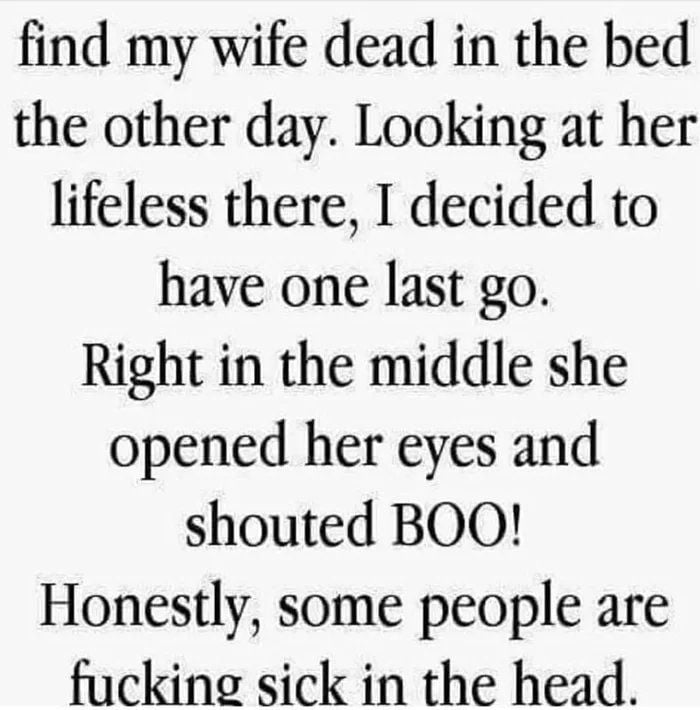 find my wife dead in the bed
the other day. Looking at her
lifeless there, I decided to
have one last go.
Right in the middle she
opened her eyes and
shouted BOO!
Honestly, some people are
fucking sick in the head.